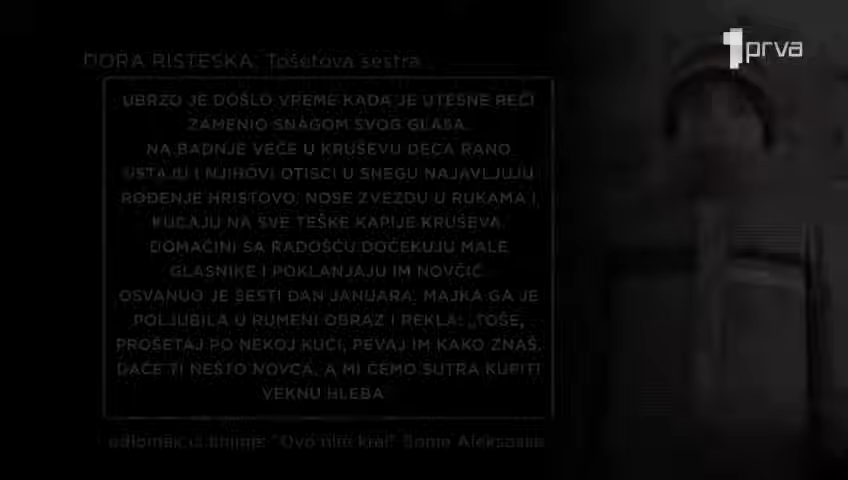 1prva
DORA RISTESKA, Tošetova sestra
UBRZO JE DOŠLO VREME KADA JE UTEŠNE REČI
ZAMENIO SNAGOM SVOG GLASA.
NA BADNJE VEČE U KRUŠEVU DECA RANO
USTAJU I NJIHOVI OTISCI U SNEGU NAJAVLJUJU
ROĐENJE HRISTOVO. NOSE ZVEZDU U RUKAMA I
KUCAJU NA SVE TEŠKE KAPIJE KRUŠEVA.
DOMAĆINI SA RADOŠĆU DOČEKUJU MALE
GLASNIKE I POKLANJAJU IM NOVČIĆ.
OSVANUO JE ŠESTI DAN JANUARA. MAJKA GA JE
POLJUBILA U RUMENI OBRAZ I REKLA: „TOŠE,
PROŠETAJ PO NEKOJ KUĆI, PEVAJ IM KAKO ZNAŠ.
DAĆE TI NEŠTO NOVCA, A MI ĆEMO SUTRA KUPITI
VEKNU HLEBA
odlomak iz knjige: "Ovo nije kraj"